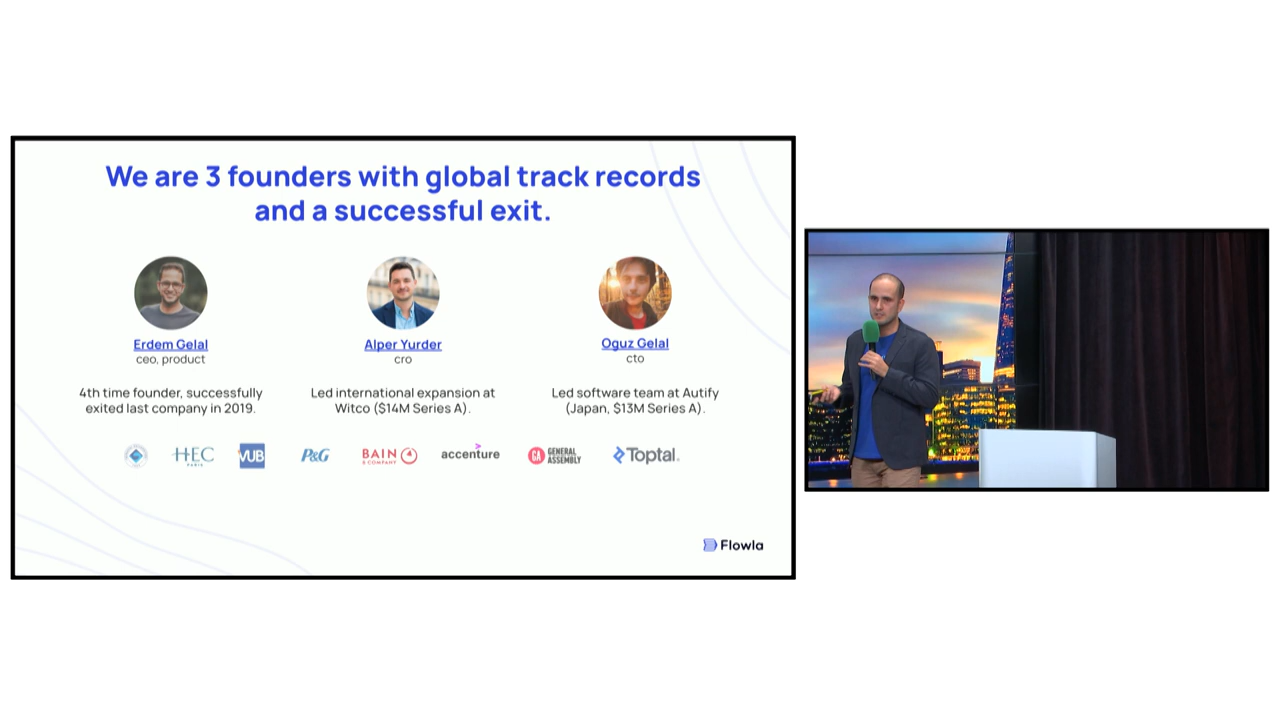 We are 3 founders with global track records
and a successful exit.
Erdem Gelal
ceo, product
4th time founder, successfully
exited last company in 2019.
Alper Yurder
cro
Led international expansion at
Witco ($14M Series A).
Oguz Gelal
cto
Led software team at Autify
(Japan, $13M Series A).
HEC
PARIS
VUB
P&G
BAIN
& COMPANY
accenture
GA
GENERAL
ASSEMBLY
Toptal.
Flowla